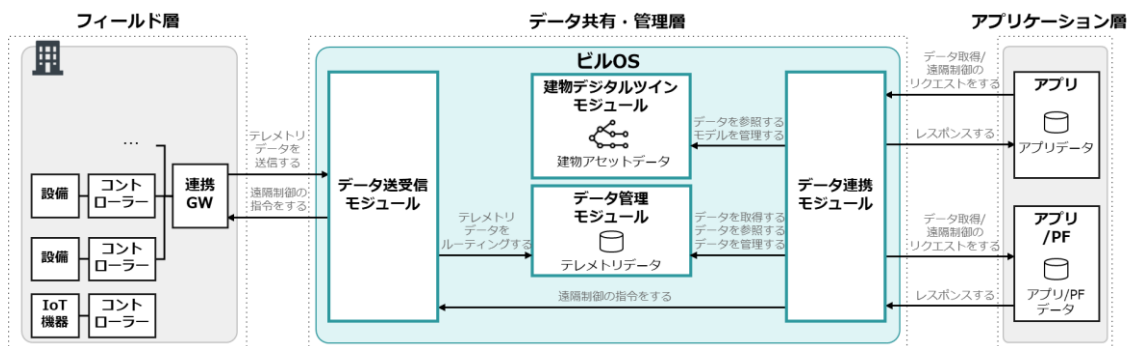 フィールド層
データ共有・管理層
アプリケーション層
ビルOS
…
設備
コント
ローラー
設備
コント
ローラー
IoT
機器
コント
ローラー
連携
GW
テレメトリ
データを
送信する
遠隔制御の
指令をする
データ送受信
モジュール
テレメトリ
データを
ルーティングする
建物デジタルツイン
モジュール
建物アセットデータ
データ管理
モジュール
テレメトリデータ
データを参照する
モデルを管理する
データを取得する
データを参照する
データを管理する
遠隔制御の指令をする
データ連携
モジュール
データ取得/
遠隔制御の
リクエストをする
レスポンスする
データ取得/
遠隔制御の
リクエストをする
レスポンスする
アプリ
アプリデータ
アプリ
/PF
アプリ/PF
データ